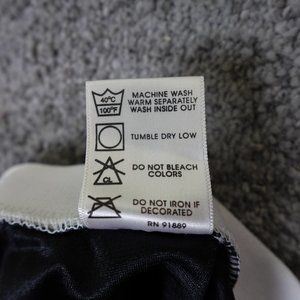 40°C
100°F
MACHINE WASH
WARM SEPARATELY
WASH INSIDE OUT
TUMBLE DRY LOW
CL
DO NOT BLEACH
COLORS
DO NOT IRON IF
DECORATED
RN 91889